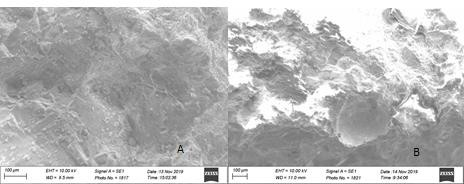 A
100 µm
EHT = 10.00 kV
Signal A = SE1
Date :13 Nov 2019
WD = 9.5 mm
Photo No. = 1817
Time :10:02:36
ZEISS
B
100 µm
EHT = 10.00 kV
Signal A = SE1
Date :14 Nov 2019
WD = 11.0 mm
Photo No. = 1821
Time :9:34:06
ZEISS